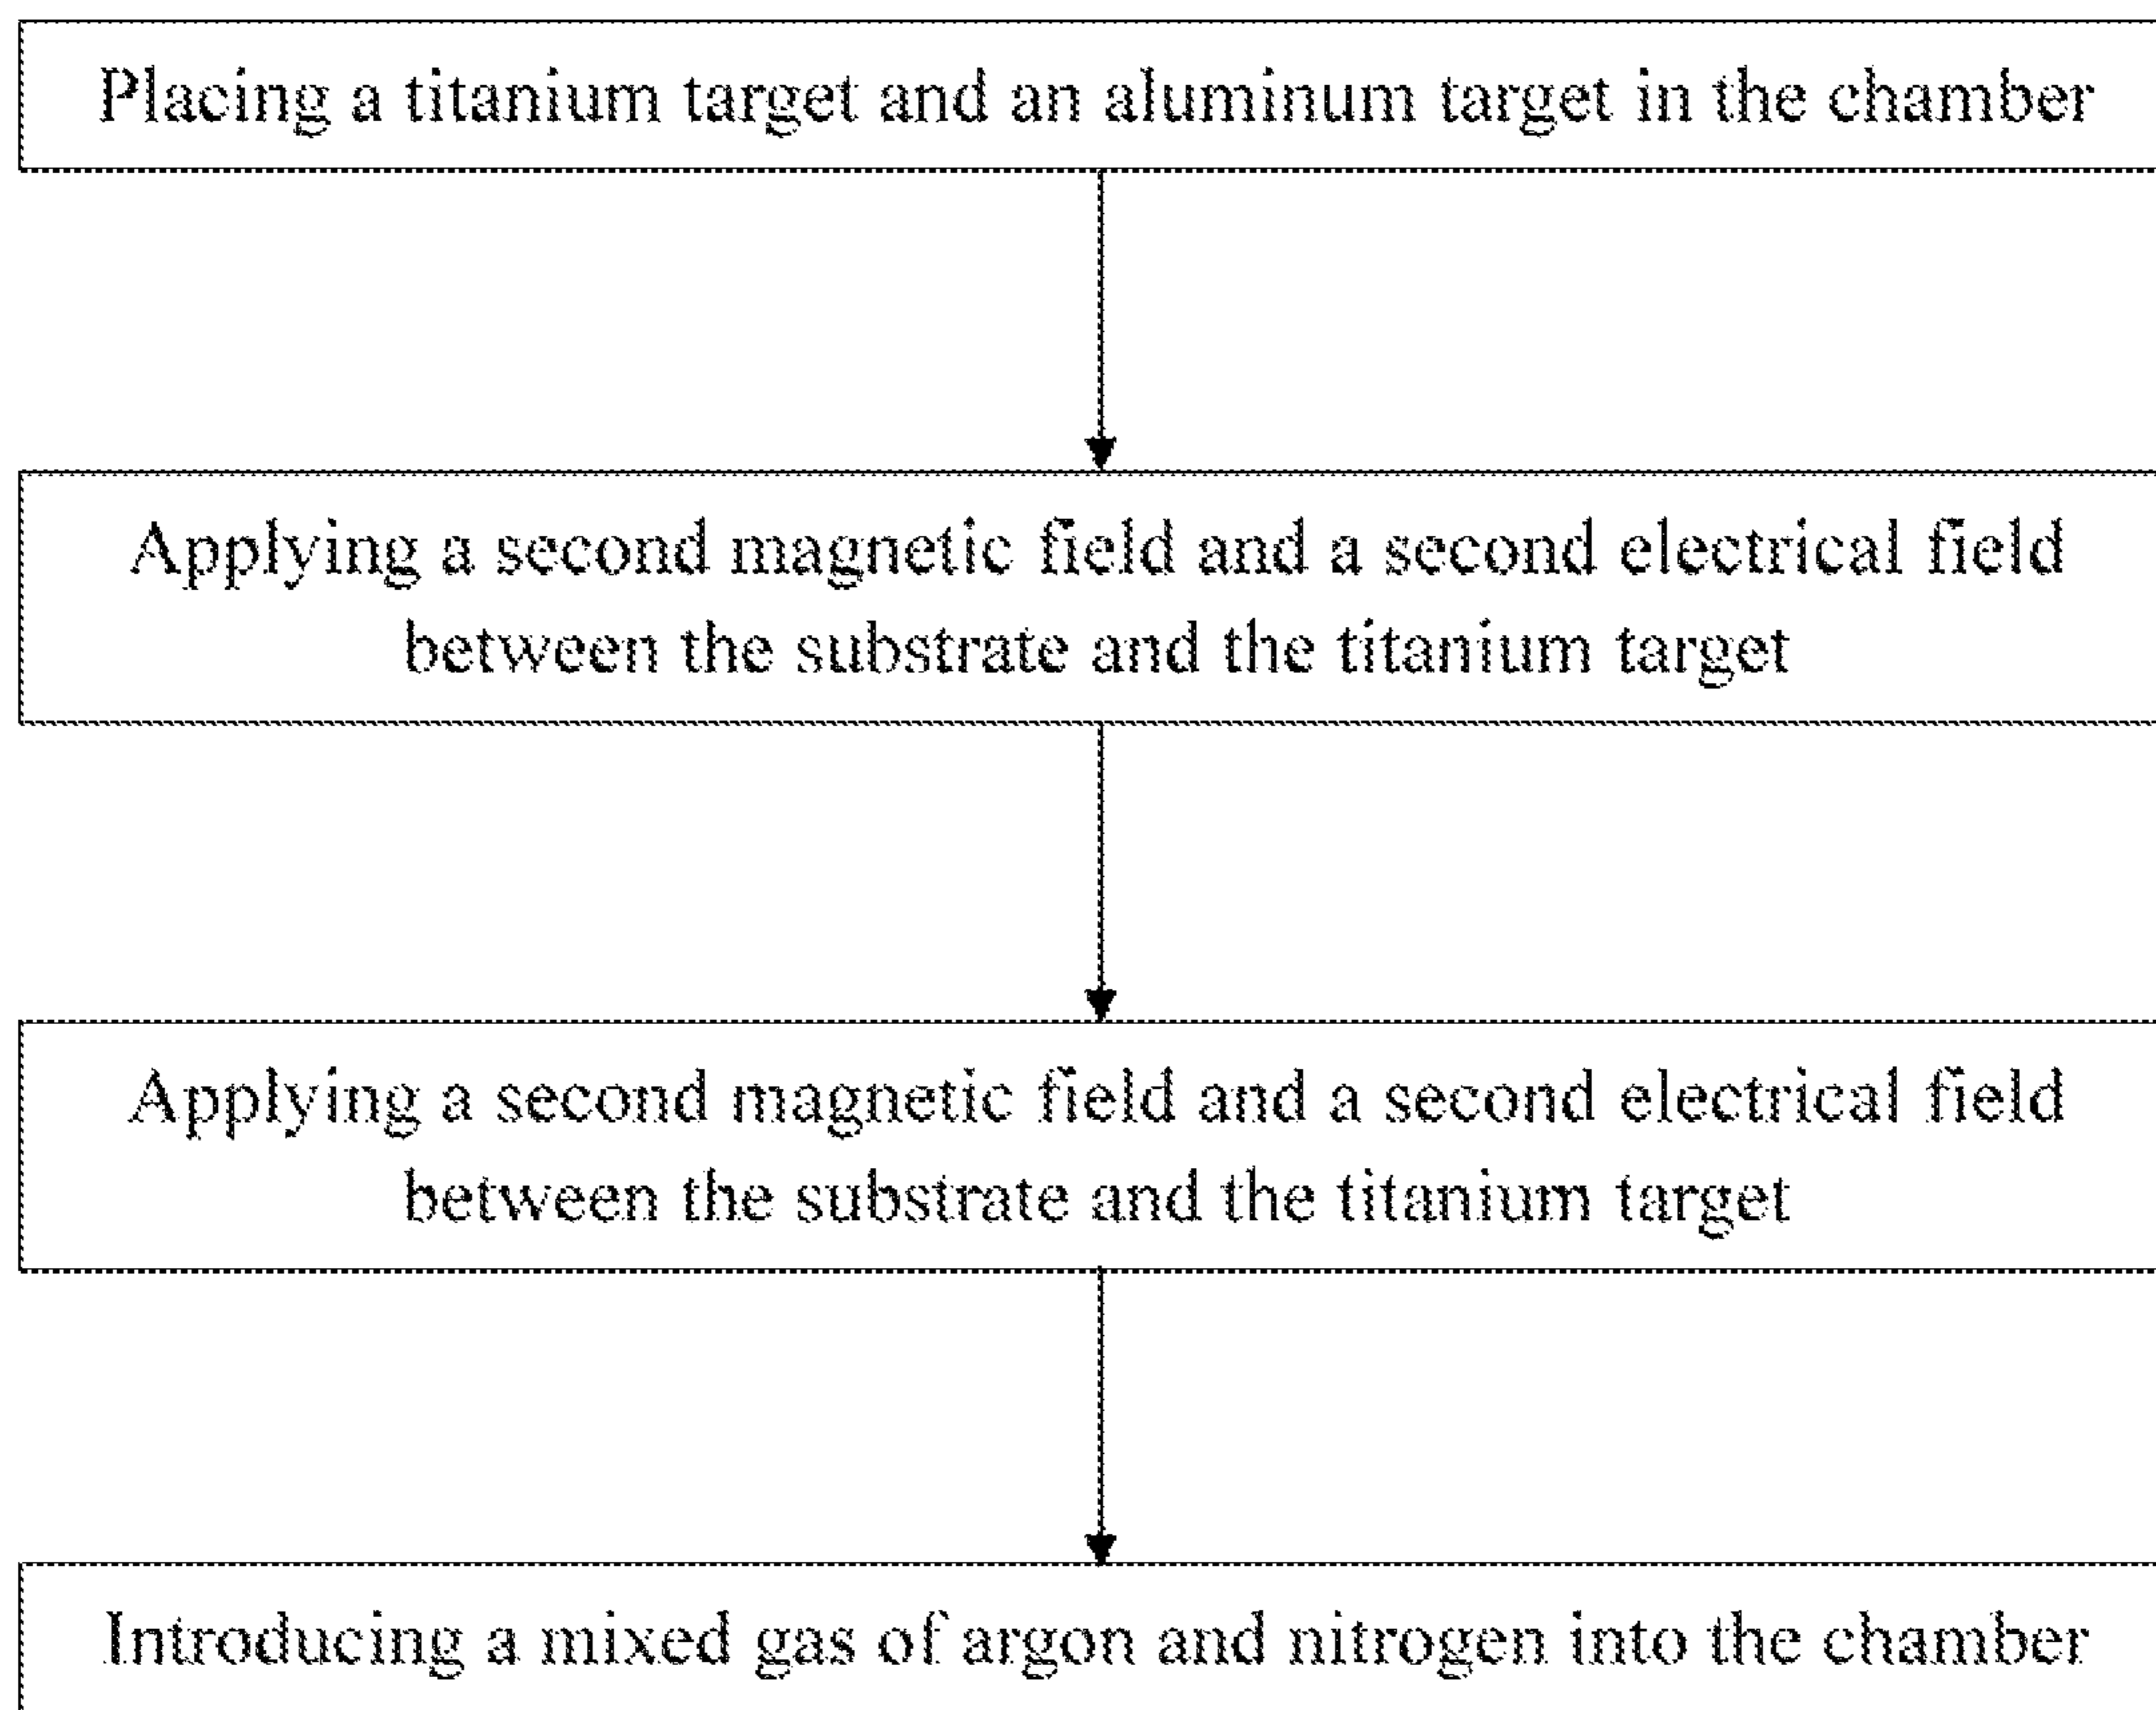 Placing a titanium target and an aluminum target in the chamber
Applying a second magnetic field and a second electrical field
between the substrate and the titanium target
Applying a second magnetic field and a second electrical field
between the substrate and the titanium target
Introducing a mixed gas of argon and nitrogen into the chamber